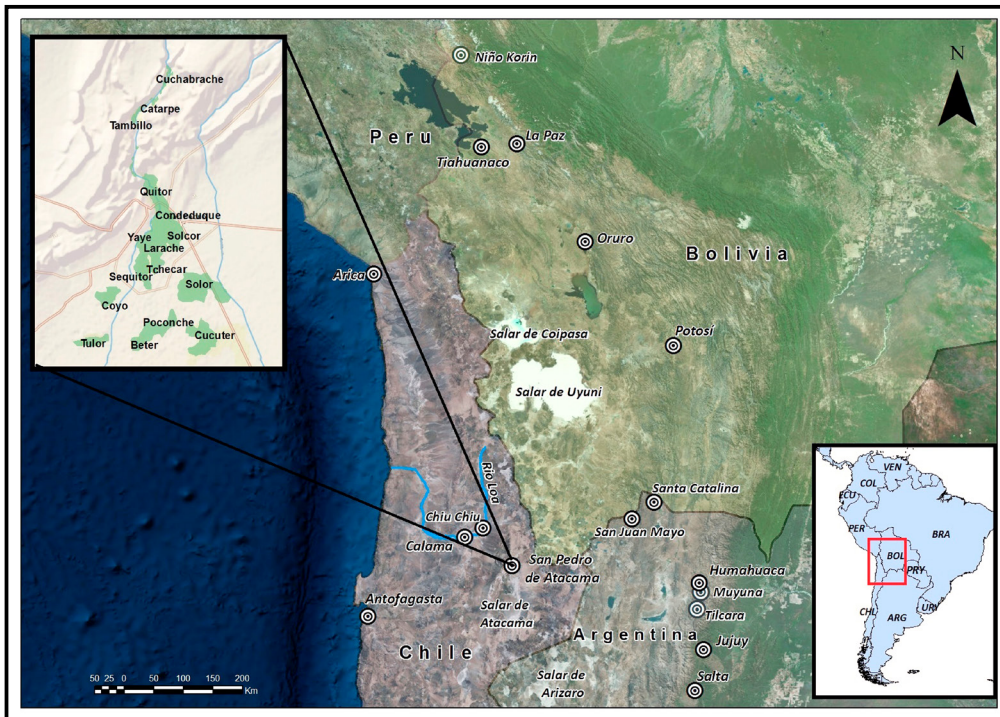 Cuchabrache
Catarpe
Tambillo
Quitor
Condeduque
Yaye
Solcor
Larache
Tchecar
Sequitor
Solor
Coyo
Poconche
Cucuter
Tulor
Beter
N
Niño Korin
Peru
La Paz
Tiahuanaco
Oruro
Bolivia
Arica
Salar de Coipasa
Potosí
Salar de Uyuni
Rio Loa
Santa Catalina
Chiu Chiu
San Juan Mayo
Calama
San Pedro
de Atacama
Humahuaca
Muyuna
Antofagasta
Salar de
Atacama
Tilcara
Argentina
Chile
Jujuy
Salar de
Arizaro
Salta
50 25 0 50 100 150 200
Km
VEN
COL
ECU
PER
BRA
BOL
PRY
CHL
ARG
URY